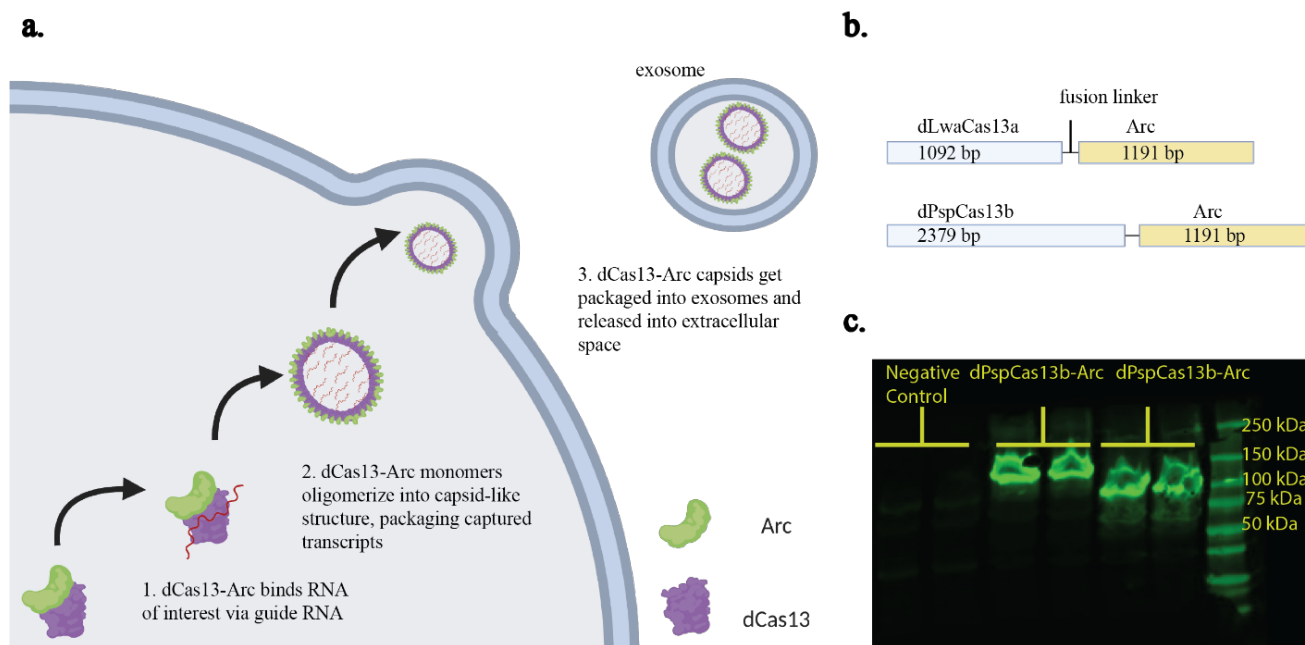 a.
exosome
3. dCas13-Arc capsids get
packaged into exosomes and
released into extracellular
space
2. dCas13-Arc monomers
oligomerize into capsid-like
structure, packaging captured
transcripts
1. dCas13-Arc binds RNA
of interest via guide RNA
Arc
dCas13
b.
fusion linker
dLwaCas13a
Arc
1092 bp
1191 bp
dPspCas13b
Arc
2379 bp
1191 bp
c.
Negative
Control
dPspCas13b-Arc
dPspCas13b-Arc
250 kDa
150 kDa
100 kDa
75 kDa
50 kDa